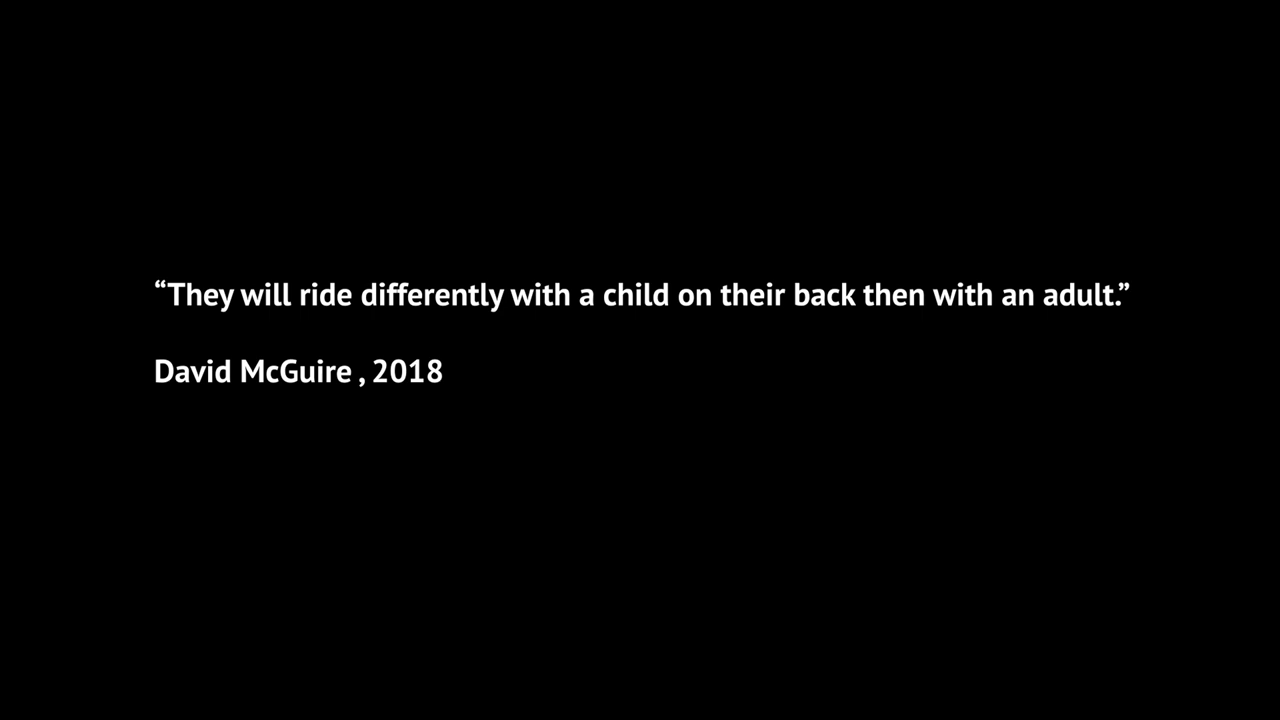 “They will ride differently with a child on their back then with an adult.”
David McGuire , 2018